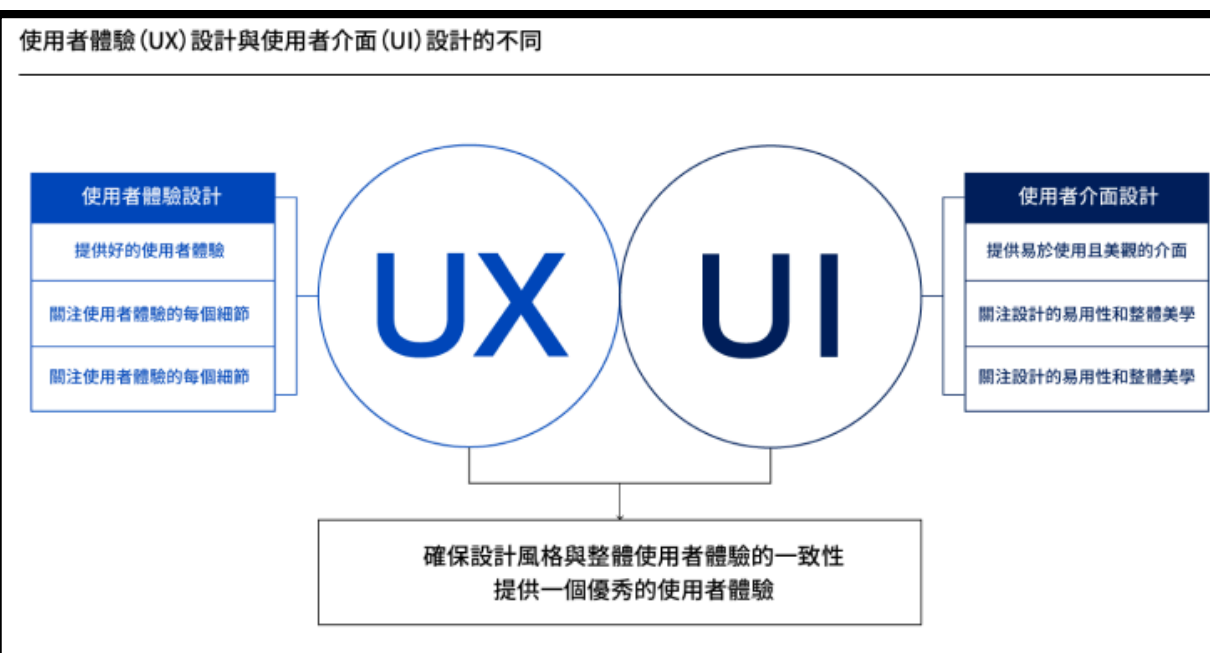 使用者體驗(UX)設計與使用者介面(UI)設計的不同
使用者體驗設計
提供好的使用者體驗
關注使用者體驗的每個細節
關注使用者體驗的每個細節
UX
UI
使用者介面設計
提供易於使用且美觀的介面
關注設計的易用性和整體美學
關注設計的易用性和整體美學
確保設計風格與整體使用者體驗的一致性
提供一個優秀的使用者體驗